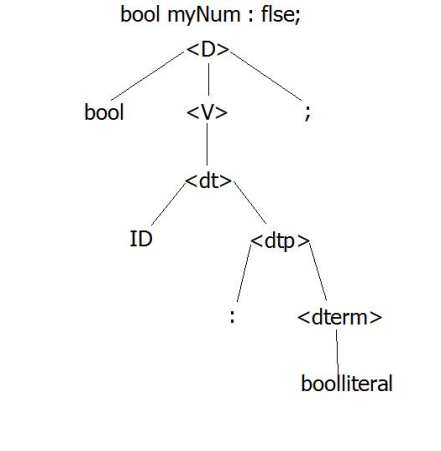 bool myNum : flse;
<D>
bool <V> ;
<dt>
ID <dtp>
: <dterm>
boolliteral